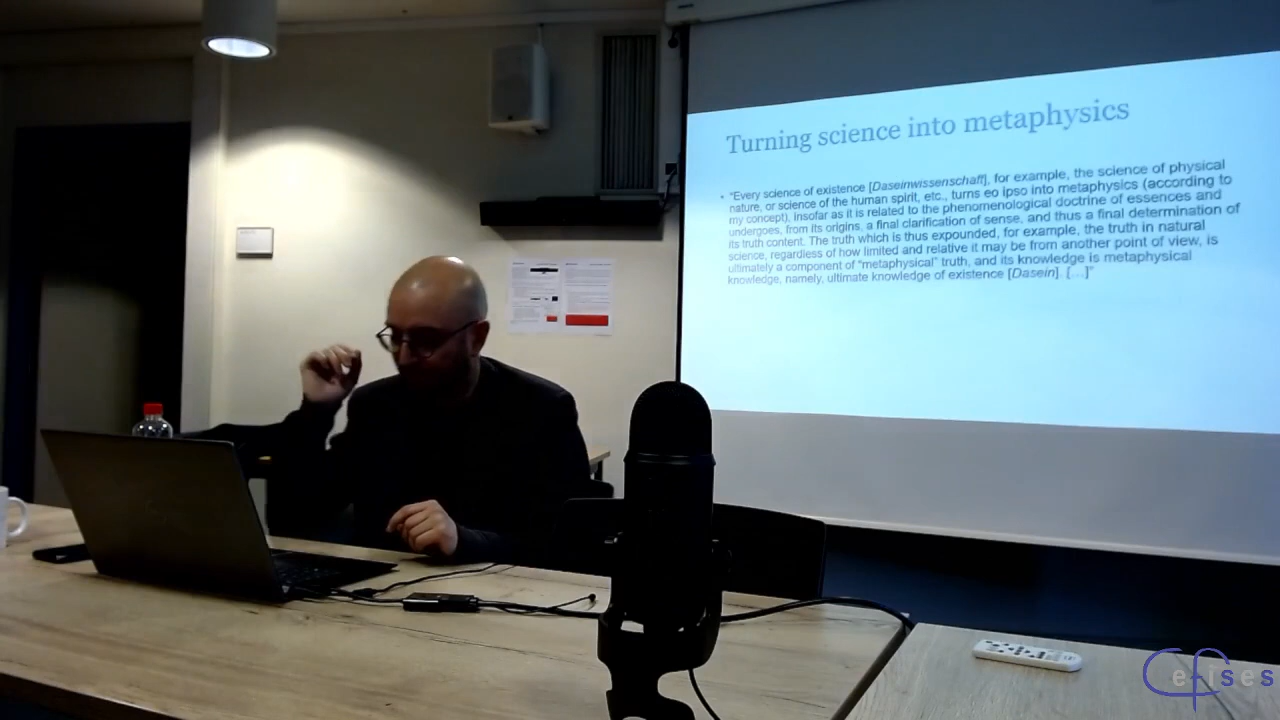 Turning science into metaphysics
• “Every science of existence [Daseinwissenschaft], for example, the science of physical
nature, or science of the human spirit, etc., turns eo ipso into metaphysics (according to
my concept), insofar as it is related to the phenomenological doctrine of essences and
undergoes, from its origins, a final clarification of sense, and thus a final determination of
its truth content. The truth which is thus expounded, for example, the truth in natural
science, regardless of how limited and relative it may be from another point of view, is
ultimately a component of “metaphysical” truth, and its knowledge is metaphysical
knowledge, namely, ultimate knowledge of existence [Dasein]. […]”
Cefises